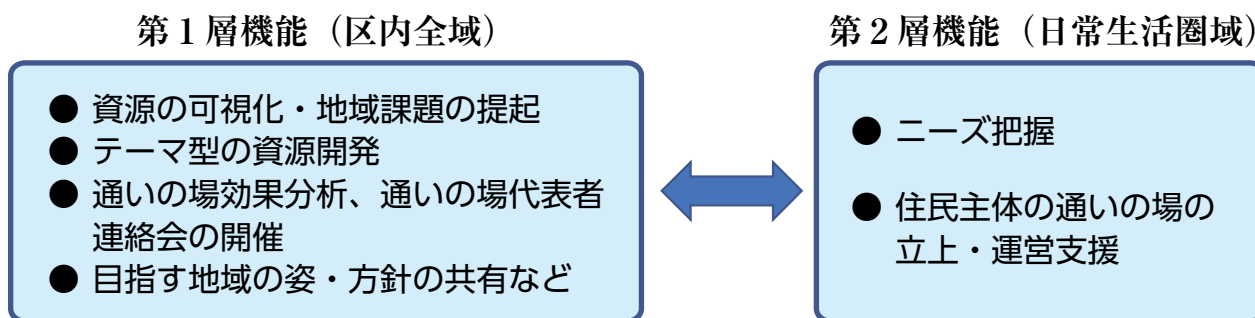 第1層機能（区内全域）
● 資源の可視化・地域課題の提起
● テーマ型の資源開発
● 通いの場効果分析、通いの場代表者
連絡会の開催
● 目指す地域の姿・方針の共有など
第2層機能（日常生活圏域）
● ニーズ把握
● 住民主体の通いの場の
立上・運営支援